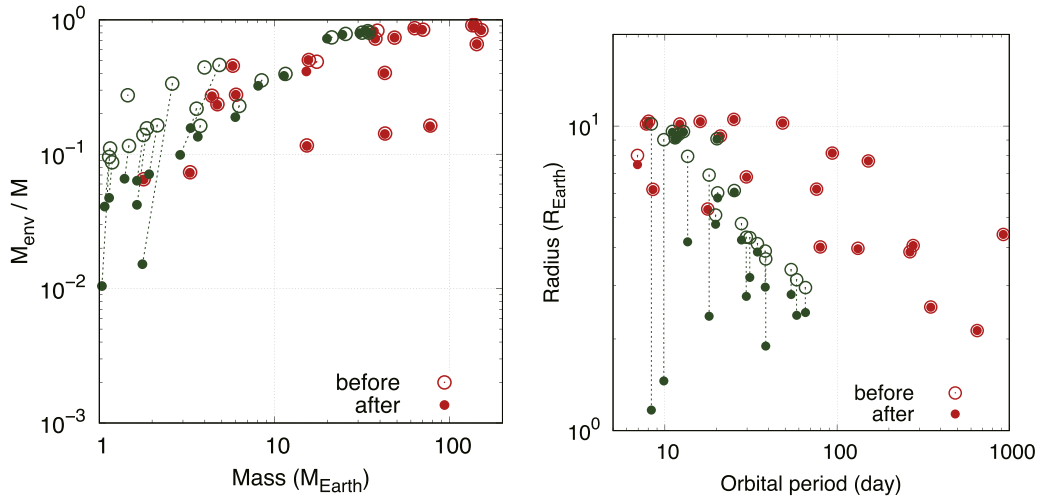 10^0
10^-1
10^-2
10^-3
M_env / M
1
10
100
Mass (M_Earth)
before
after
10^1
10^0
Radius (R_Earth)
10
100
1000
Orbital period (day)
before
after